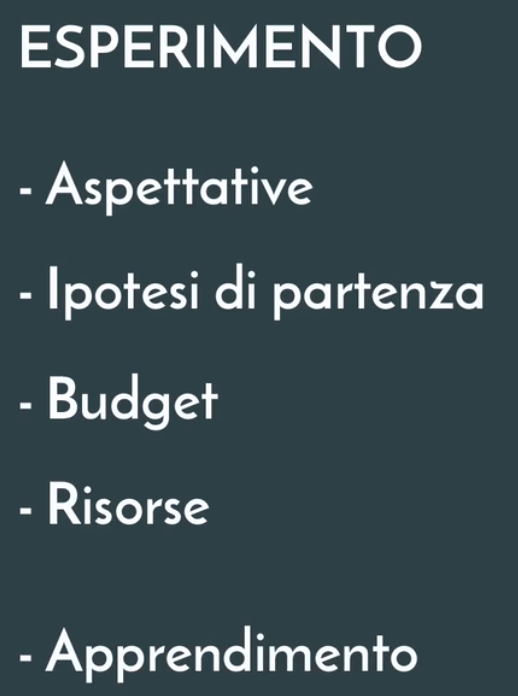 ESPERIMENTO
- Aspettative
- Ipotesi di partenza
- Budget
- Risorse
- Apprendimento